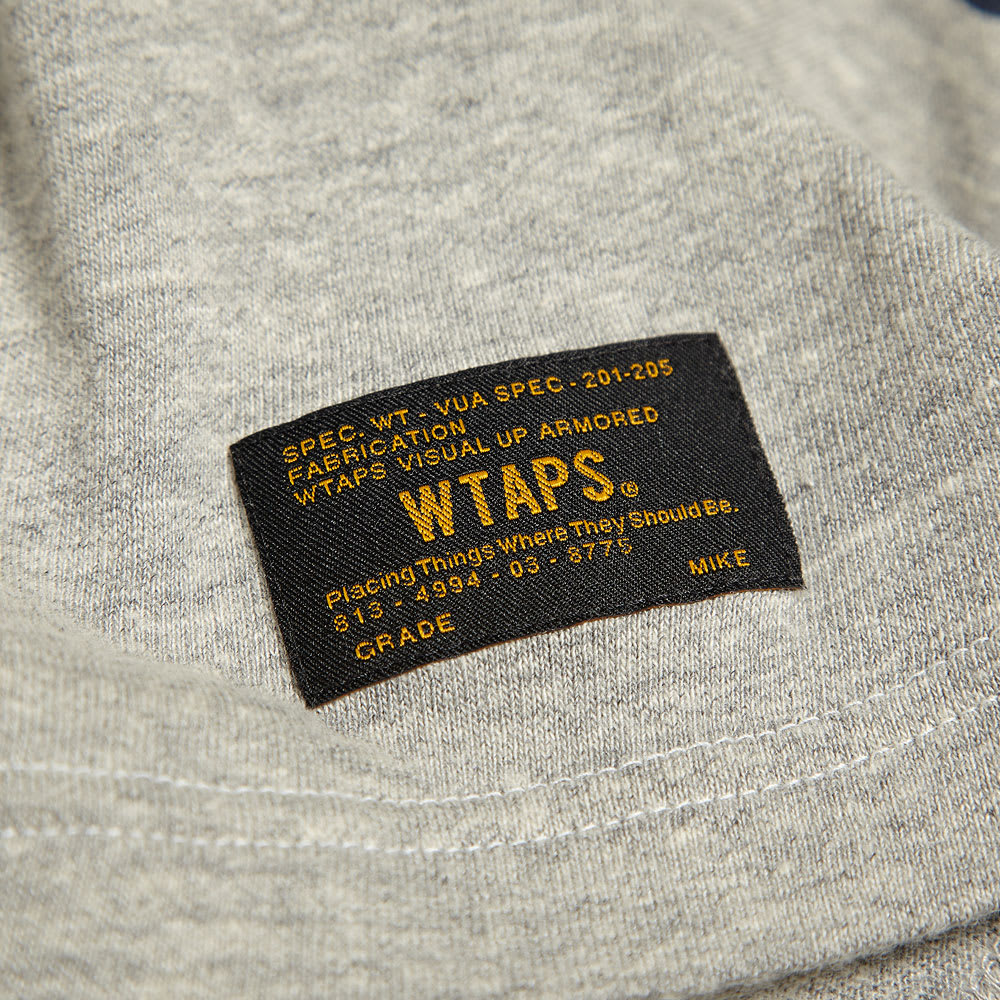 SPEC. WT - VUA SPEC - 201-205
FABRICATION
WTAPS VISUAL UP ARMORED
WTAPS®
Placing Things Where They Should Be.
813 - 4994 - 03 - 8775
GRADE MIKE